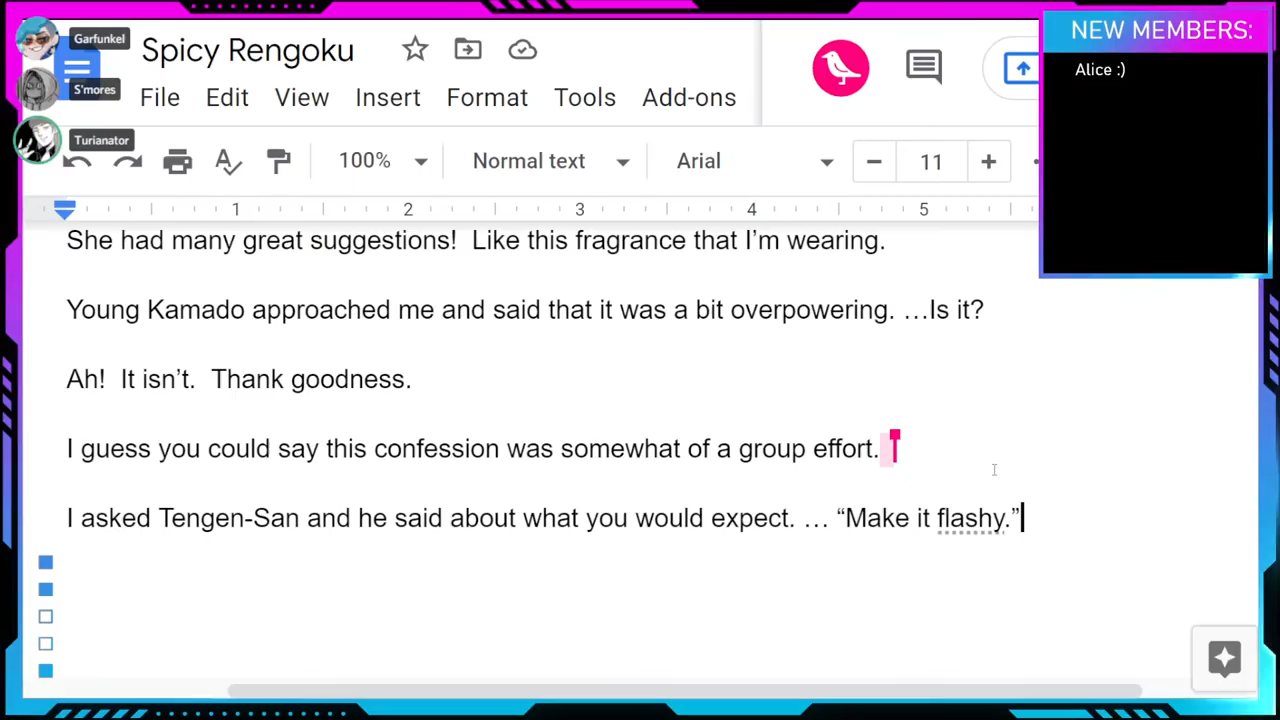 Garfunkel
S'mores
Turianator
Spicy Rengoku
File Edit View Insert Format Tools Add-ons
100% Normal text Arial 11
1 2 3 4 5
NEW MEMBERS:
Alice :)
She had many great suggestions!  Like this fragrance that I’m wearing.
Young Kamado approached me and said that it was a bit overpowering. …Is it?
Ah!  It isn’t.  Thank goodness.
I guess you could say this confession was somewhat of a group effort.
I asked Tengen-San and he said about what you would expect. … “Make it flashy.”